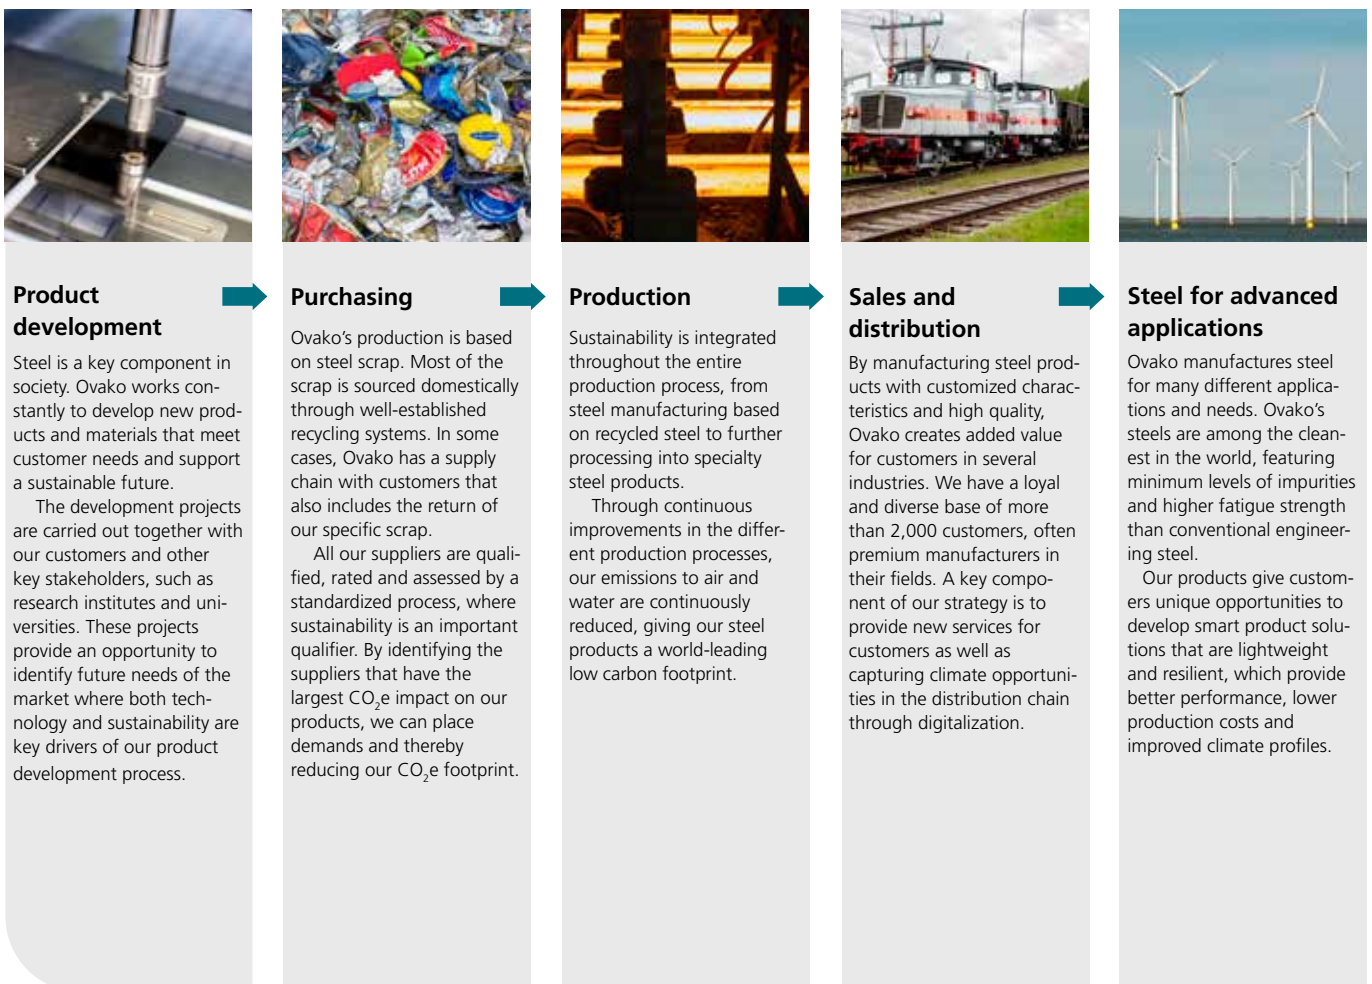 Product
development
Steel is a key component in
society. Ovako works con-
stantly to develop new prod-
ucts and materials that meet
customer needs and support
a sustainable future.
The development projects
are carried out together with
our customers and other
key stakeholders, such as
research institutes and uni-
versities. These projects
provide an opportunity to
identify future needs of the
market where both tech-
nology and sustainability are
key drivers of our product
development process.
Purchasing
Ovako's production is based
on steel scrap. Most of the
scrap is sourced domestically
through well-established
recycling systems. In some
cases, Ovako has a supply
chain with customers that
also includes the return of
our specific scrap.
All our suppliers are quali-
fied, rated and assessed by a
standardized process, where
sustainability is an important
qualifier. By identifying the
suppliers that have the
largest CO₂e impact on our
products, we can place
demands and thereby
reducing our CO₂e footprint.
Production
Sustainability is integrated
throughout the entire
production process, from
steel manufacturing based
on recycled steel to further
processing into specialty
steel products.
Through continuous
improvements in the differ-
ent production processes,
our emissions to air and
water are continuously
reduced, giving our steel
products a world-leading
low carbon footprint.
Sales and
distribution
By manufacturing steel prod-
ucts with customized charac-
teristics and high quality,
Ovako creates added value
for customers in several
industries. We have a loyal
and diverse base of more
than 2,000 customers, often
premium manufacturers in
their fields. A key compo-
nent of our strategy is to
provide new services for
customers as well as
capturing climate opportuni-
ties in the distribution chain
through digitalization.
Steel for advanced
applications
Ovako manufactures steel
for many different applica-
tions and needs. Ovako's
steels are among the clean-
est in the world, featuring
minimum levels of impurities
and higher fatigue strength
than conventional engineer-
ing steel.
Our products give custom-
ers unique opportunities to
develop smart product solu-
tions that are lightweight
and resilient, which provide
better performance, lower
production costs and
improved climate profiles.